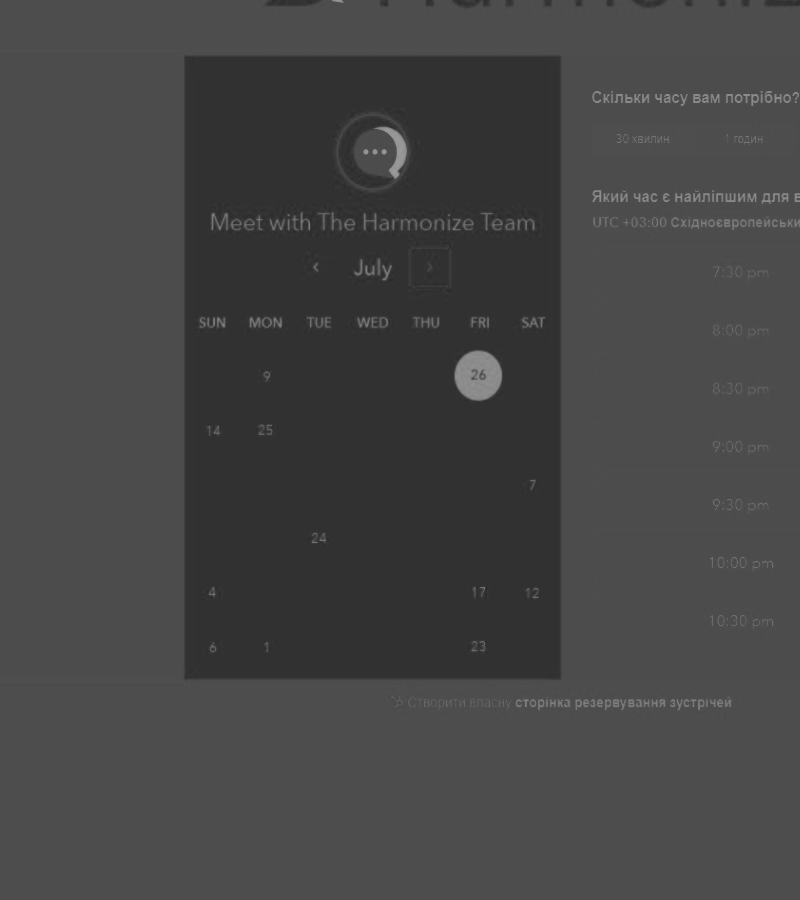 Скільки часу вам потрібно?
30 хвилин 1 годин
Meet with The Harmonize Team
July
SUN MON TUE WED THU FRI SAT
9 26
14 25
7
24
4 17 12
6 1 23
Який час є найліпшим для
UTC +03:00 Східноєвропейськи
7:30 pm
8:00 pm
8:30 pm
9:00 pm
9:30 pm
10:00 pm
10:30 pm
Створити власну сторінка резервування зустрічей